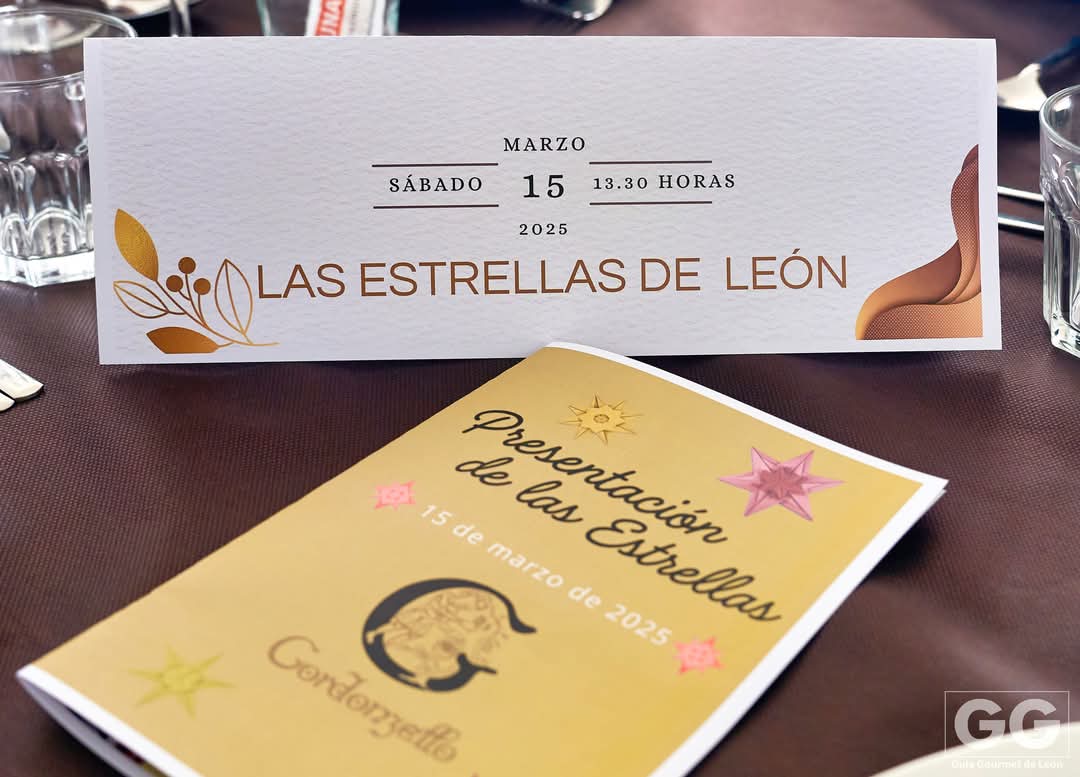 UNA
MARZO
SÁBADO 15 13.30 HORAS
2025
LAS ESTRELLAS DE LEÓN
Presentación
de las Estrellas
15 de marzo de 2025
G
GG
Guía Gourmet de León